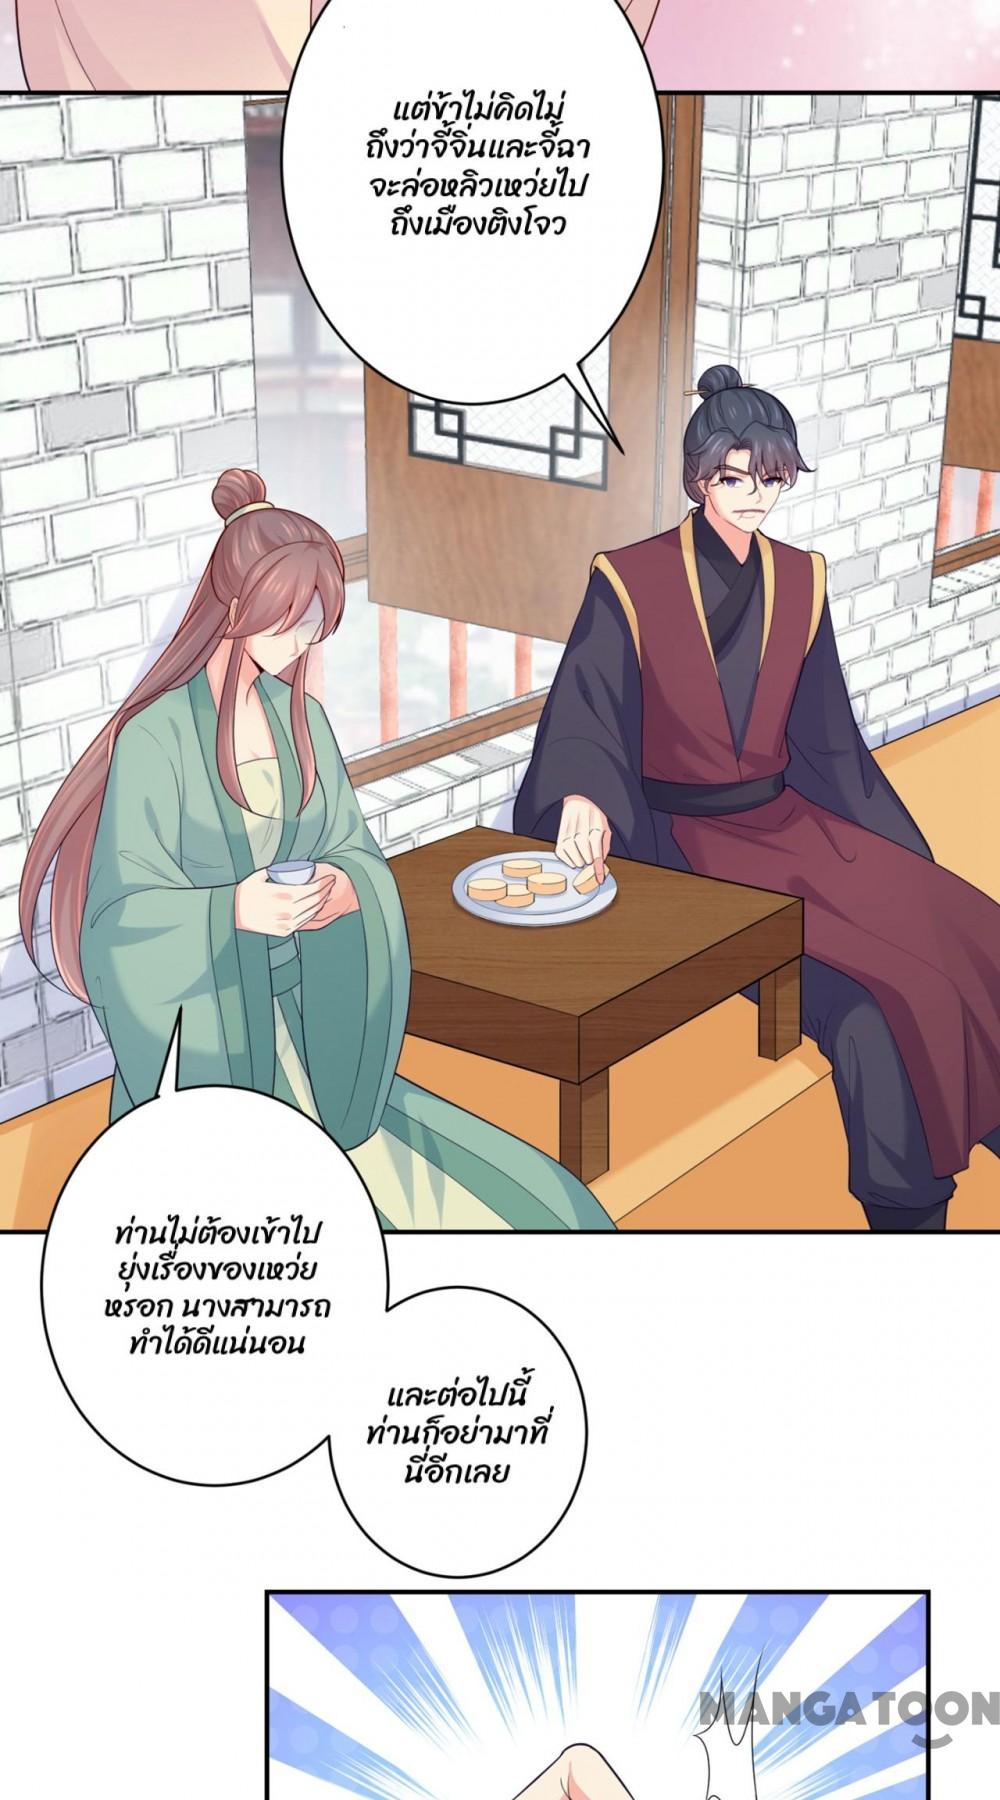 แต่ข้าไม่คิดไม่
ถึงว่าจี้จิ่นและจี้ฉา
จะล่อหลิวเหว่ยไป
ถึงเมืองติงโจว
ท่านไม่ต้องเข้าไป
ยุ่งเรื่องของเหว่ย
หรอก นางสามารถ
ทำได้ดีแน่นอน
และต่อไปนี้
ท่านก็อย่ามาที่
นี่อีกเลย
MANGATOON